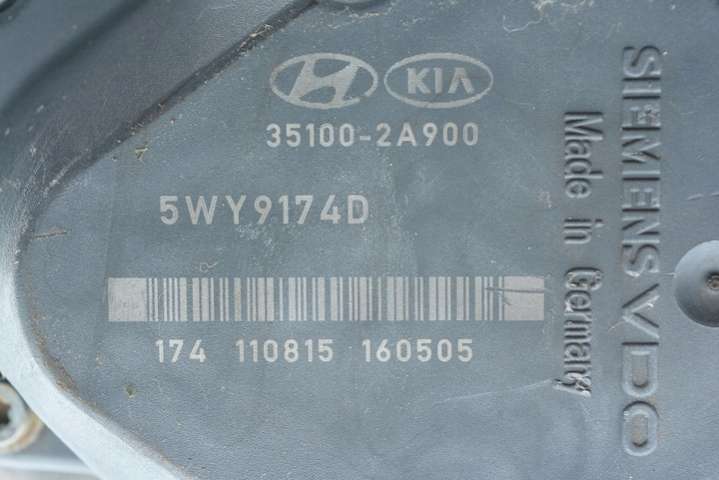 KIA
35100-2A900
5WY9174D
174 110815 160505
SIEMENS VDO
Made in Germany